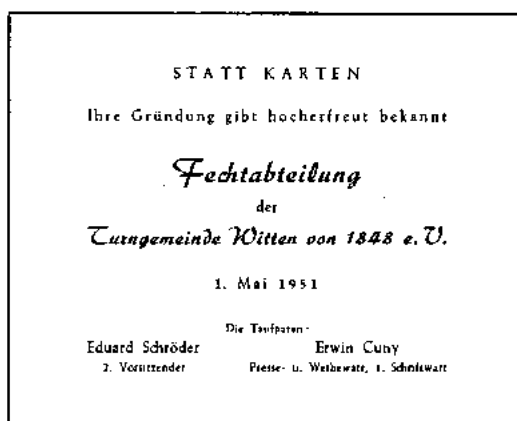 STATT KARTEN
Ihre Gründung gibt hocherfreut bekannt
Fechtabteilung
der
Turngemeinde Witten von 1848 e. V.
1. Mai 1951
Die Taufpaten:
Eduard Schröder Erwin Cuny
2. Vorsitzender Presse- u. Werbewart, 1. Schriftwart